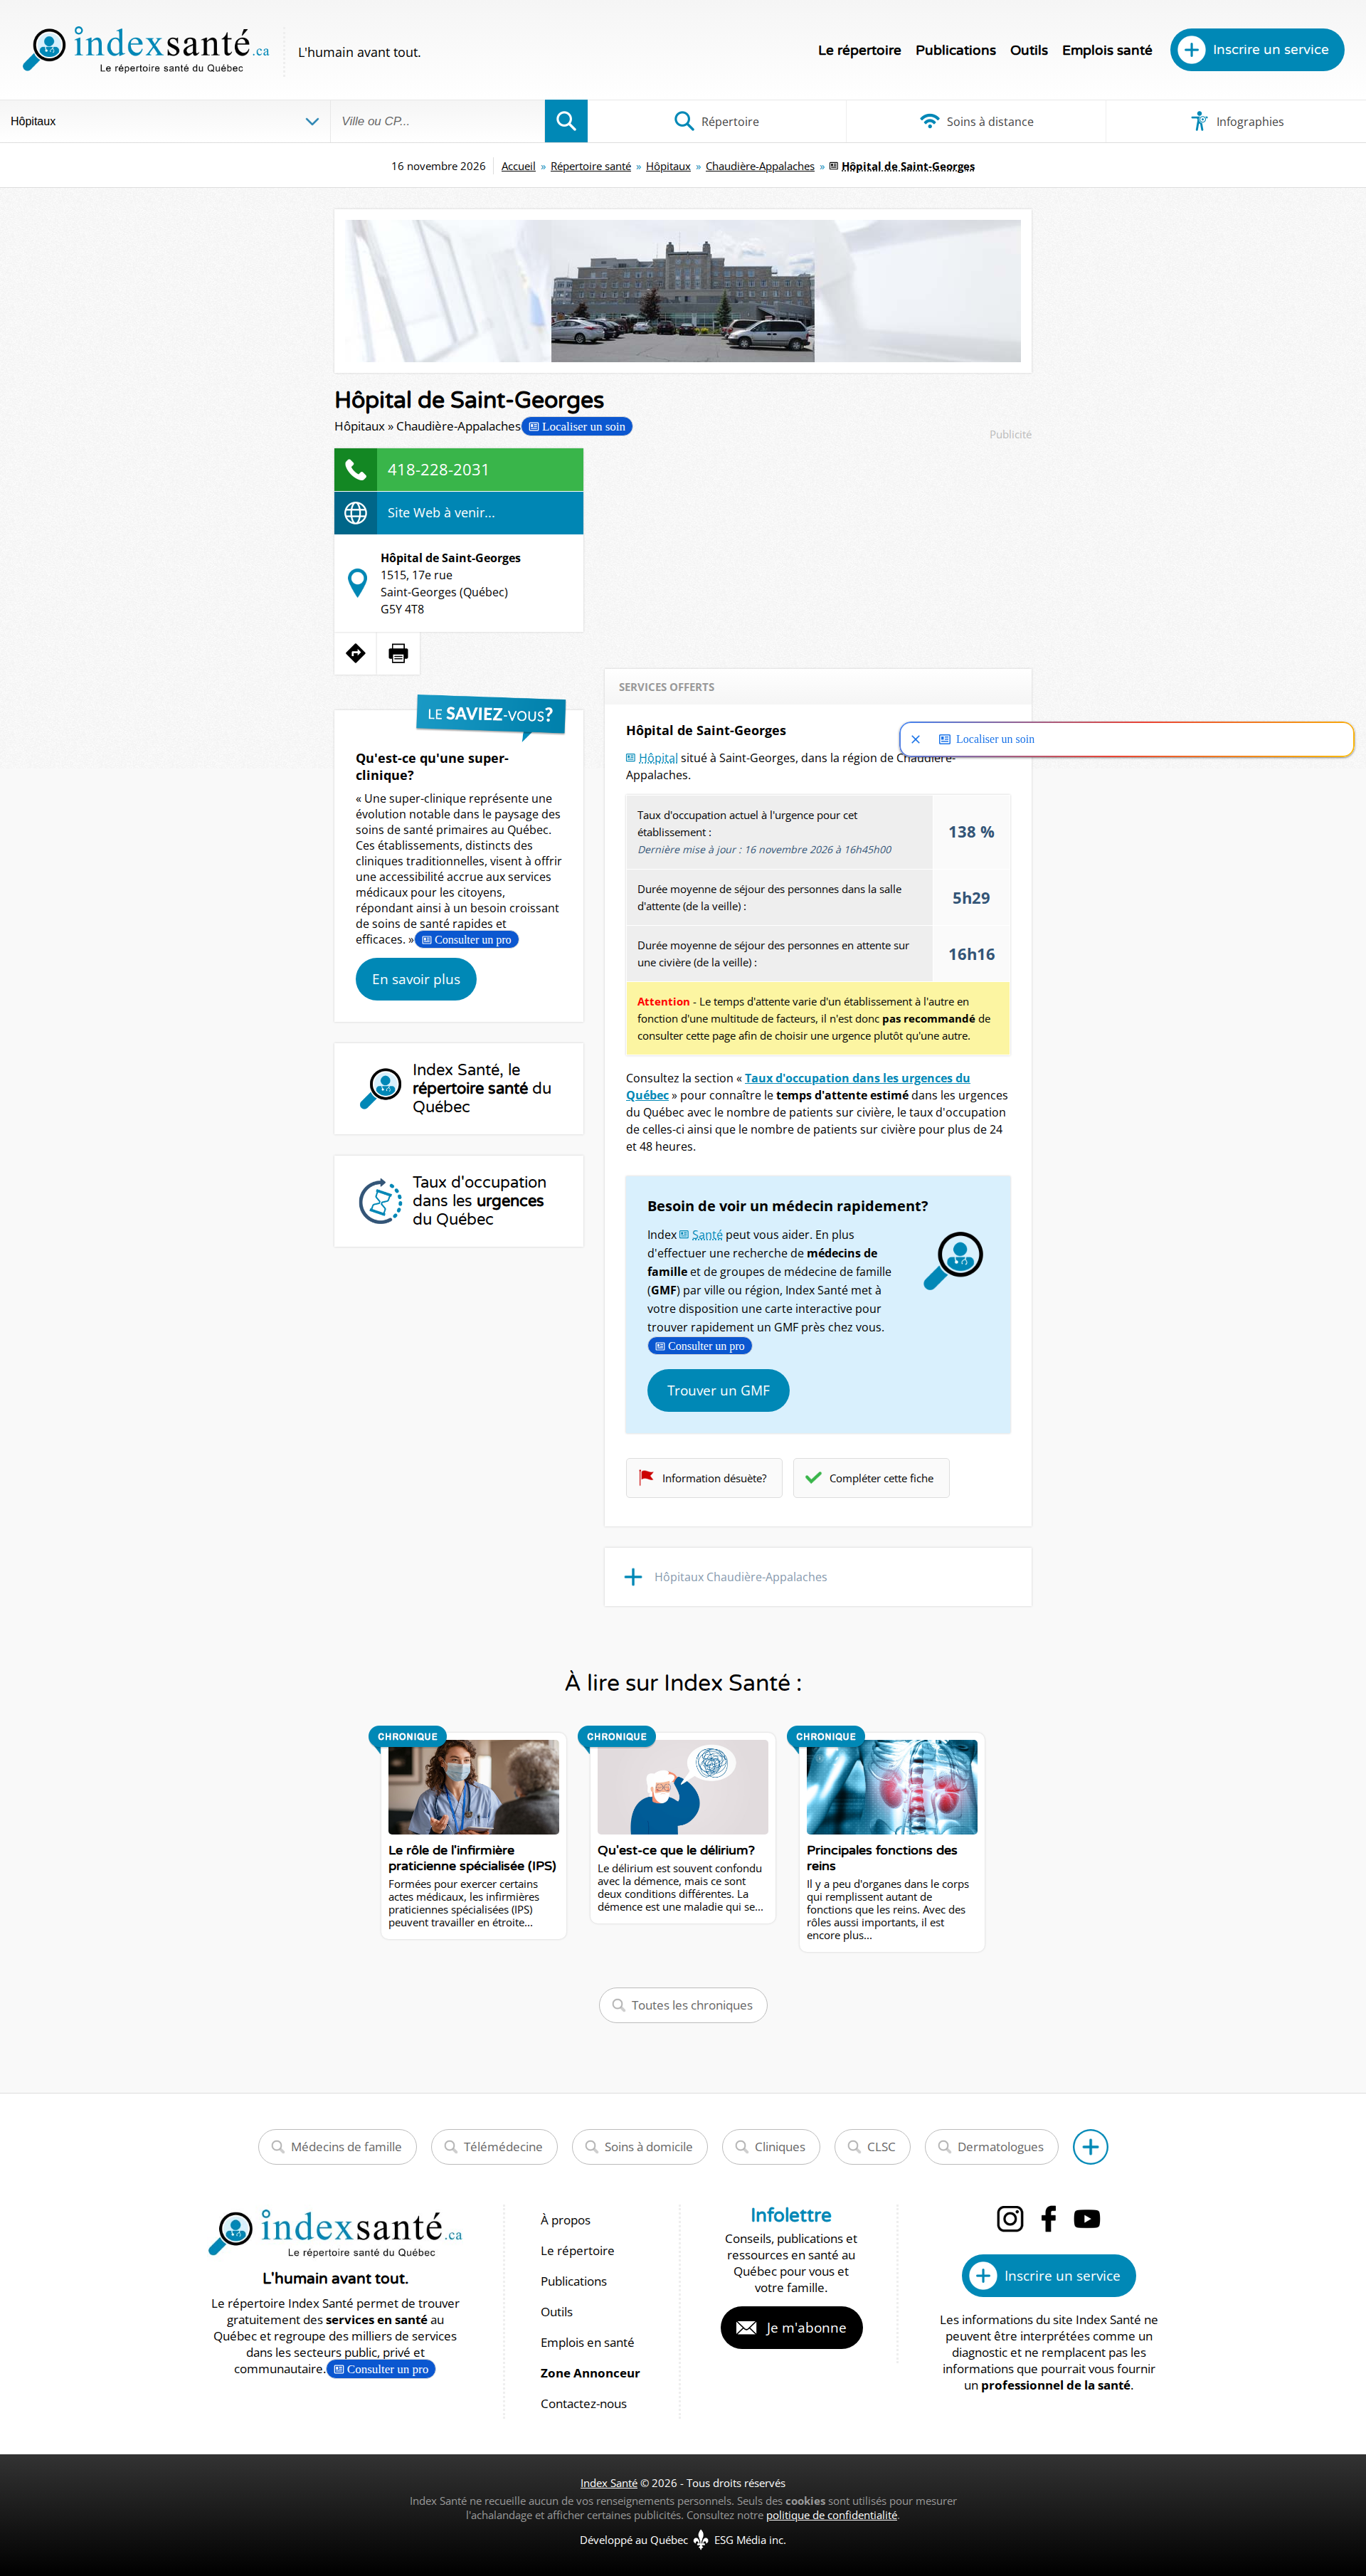 indexsanté.ca
Le répertoire santé du Québec
L'humain avant tout.
Le répertoire
Publications
Outils
Emplois santé
Inscrire un service
Hôpitaux
Ville ou CP...
Répertoire
Soins à distance
Infographies
16 novembre 2026
Accueil » Répertoire santé » Hôpitaux » Chaudière-Appalaches » Hôpital de Saint-Georges
Hôpital de Saint-Georges
Hôpitaux » Chaudière-Appalaches Localiser un soin
Publicité
418-228-2031
Site Web à venir...
Hôpital de Saint-Georges
1515, 17e rue
Saint-Georges (Québec)
G5Y 4T8
LE SAVIEZ-VOUS?
Qu'est-ce qu'une super-
clinique?
« Une super-clinique représente une
évolution notable dans le paysage des
soins de santé primaires au Québec.
Ces établissements, distincts des
cliniques traditionnelles, visent à offrir
une accessibilité accrue aux services
médicaux pour les citoyens,
répondant ainsi à un besoin croissant
de soins de santé rapides et
efficaces. » Consulter un pro
En savoir plus
Index Santé, le
répertoire santé du
Québec
Taux d'occupation
dans les urgences
du Québec
SERVICES OFFERTS
Hôpital de Saint-Georges
Localiser un soin
Hôpital situé à Saint-Georges, dans la région de Chaudière-
Appalaches.
Taux d'occupation actuel à l'urgence pour cet
établissement :
Dernière mise à jour : 16 novembre 2026 à 16h45h00
138 %
Durée moyenne de séjour des personnes dans la salle
d'attente (de la veille) :
5h29
Durée moyenne de séjour des personnes en attente sur
une civière (de la veille) :
16h16
Attention - Le temps d'attente varie d'un établissement à l'autre en
fonction d'une multitude de facteurs, il n'est donc pas recommandé de
consulter cette page afin de choisir une urgence plutôt qu'une autre.
Consultez la section « Taux d'occupation dans les urgences du
Québec » pour connaître le temps d'attente estimé dans les urgences
du Québec avec le nombre de patients sur civière, le taux d'occupation
de celles-ci ainsi que le nombre de patients sur civière pour plus de 24
et 48 heures.
Besoin de voir un médecin rapidement?
Index Santé peut vous aider. En plus
d'effectuer une recherche de médecins de
famille et de groupes de médecine de famille
(GMF) par ville ou région, Index Santé met à
votre disposition une carte interactive pour
trouver rapidement un GMF près chez vous.
Consulter un pro
Trouver un GMF
Information désuète?
Compléter cette fiche
Hôpitaux Chaudière-Appalaches
À lire sur Index Santé :
CHRONIQUE
Le rôle de l'infirmière
praticienne spécialisée (IPS)
Formées pour exercer certains
actes médicaux, les infirmières
praticiennes spécialisées (IPS)
peuvent travailler en étroite...
CHRONIQUE
Qu'est-ce que le délirium?
Le délirium est souvent confondu
avec la démence, mais ce sont
deux conditions différentes. La
démence est une maladie qui se...
CHRONIQUE
Principales fonctions des
reins
Il y a peu d'organes dans le corps
qui remplissent autant de
fonctions que les reins. Avec des
rôles aussi importants, il est
encore plus...
Toutes les chroniques
Médecins de famille
Télémédecine
Soins à domicile
Cliniques
CLSC
Dermatologues
indexsanté.ca
Le répertoire santé du Québec
L'humain avant tout.
Le répertoire Index Santé permet de trouver
gratuitement des services en santé au
Québec et regroupe des milliers de services
dans les secteurs public, privé et
communautaire. Consulter un pro
À propos
Le répertoire
Publications
Outils
Emplois en santé
Zone Annonceur
Contactez-nous
Infolettre
Conseils, publications et
ressources en santé au
Québec pour vous et
votre famille.
Je m'abonne
Inscrire un service
Les informations du site Index Santé ne
peuvent être interprétées comme un
diagnostic et ne remplacent pas les
informations que pourrait vous fournir
un professionnel de la santé.
Index Santé © 2026 - Tous droits réservés
Index Santé ne recueille aucun de vos renseignements personnels. Seuls des cookies sont utilisés pour mesurer
l'achalandage et afficher certaines publicités. Consultez notre politique de confidentialité.
Développé au Québec ESG Média inc.